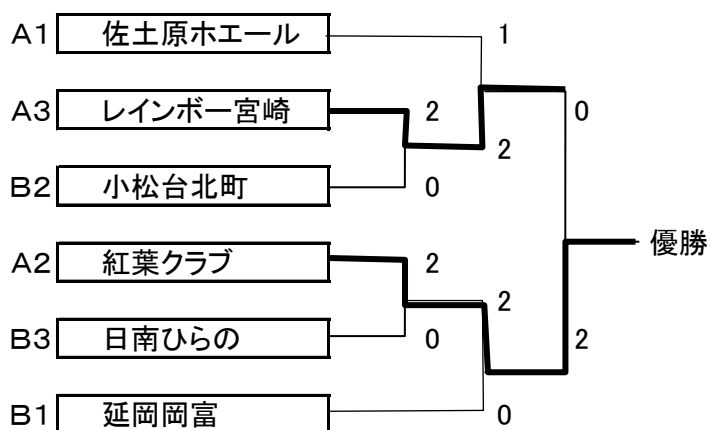 A1 佐土原ホエール 1
A3 レインボー宮崎 2 0
2
B2 小松台北町 0
優勝
A2 紅葉クラブ 2
2
B3 日南ひらの 0 2
B1 延岡岡富 0